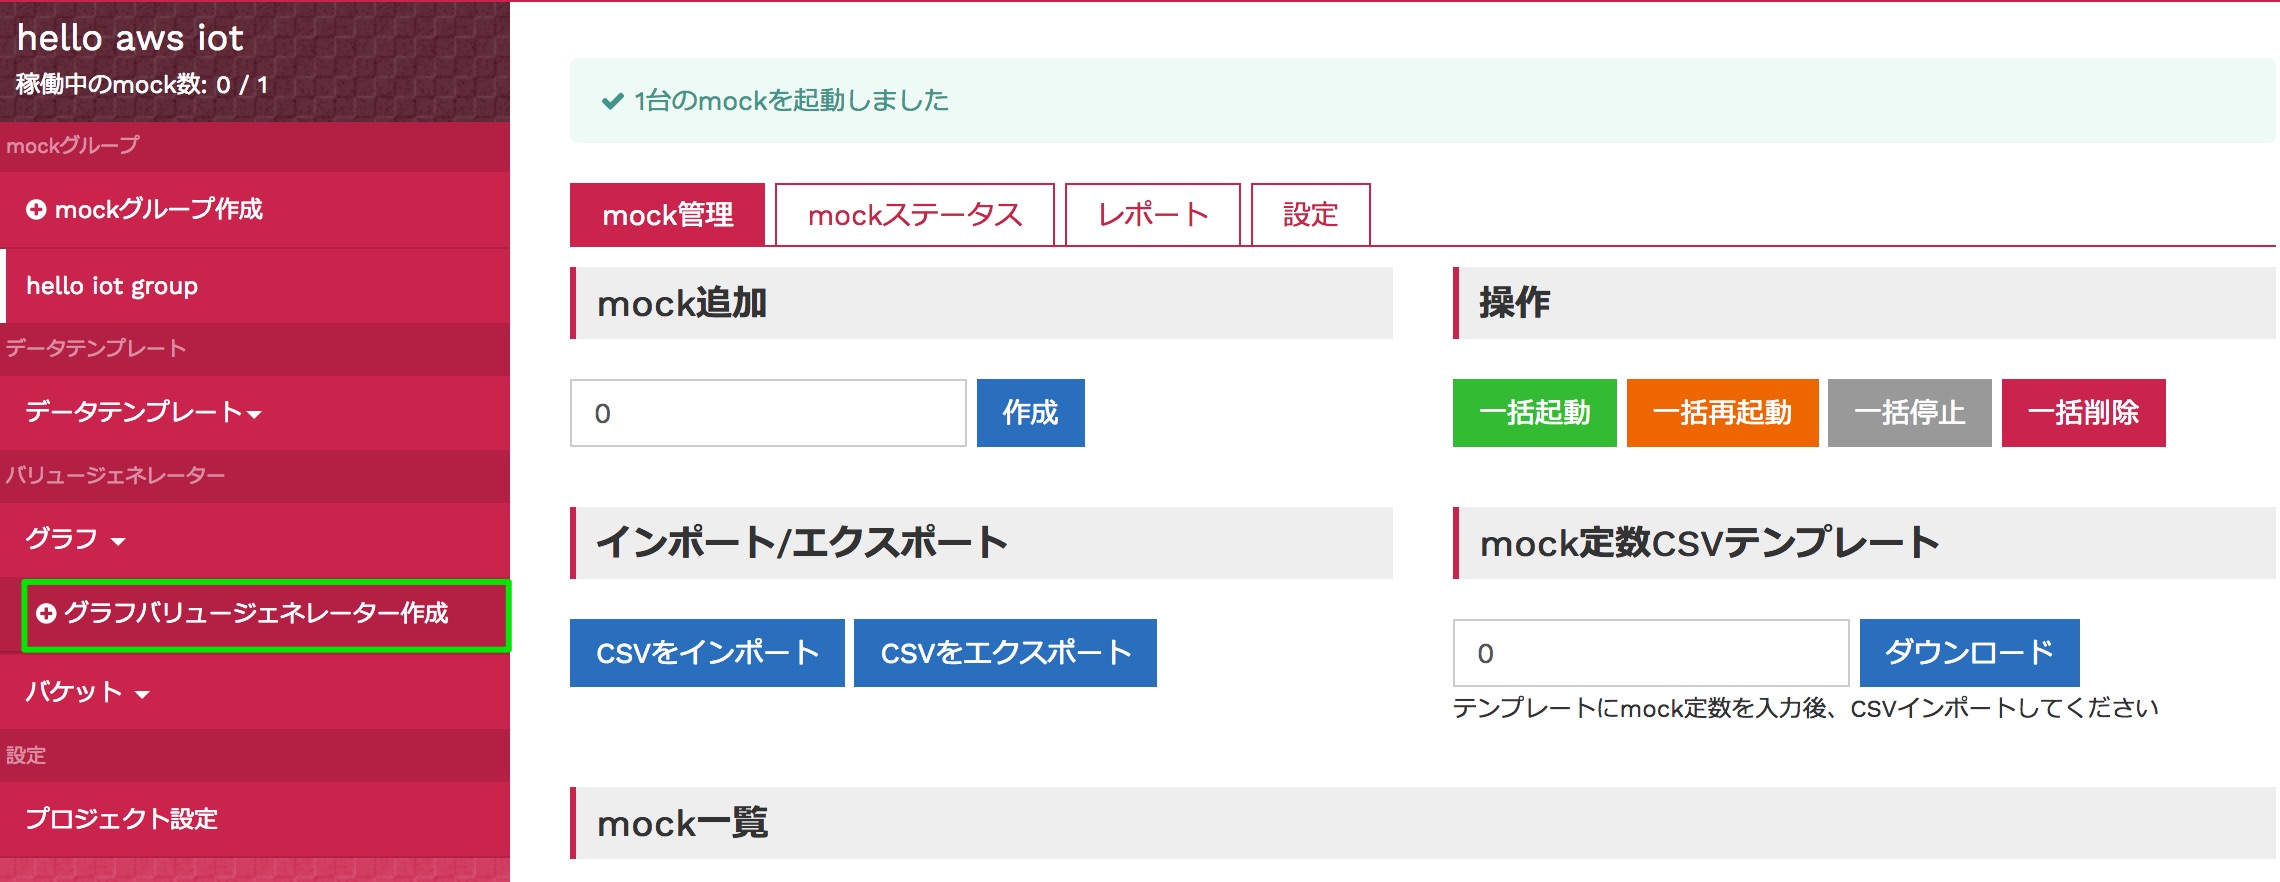 hello aws iot
稼働中のmock数: 0 / 1
mockグループ
mockグループ作成
hello iot group
データテンプレート
データテンプレート
バリュージェネレーター
グラフ
グラフバリュージェネレーター作成
バケット
設定
プロジェクト設定
1台のmockを起動しました
mock管理 mockステータス レポート 設定
mock追加
0 作成
操作
一括起動 一括再起動 一括停止 一括削除
インポート/エクスポート
CSVをインポート CSVをエクスポート
mock定数CSVテンプレート
0 ダウンロード
テンプレートにmock定数を入力後、CSVインポートしてください
mock一覧